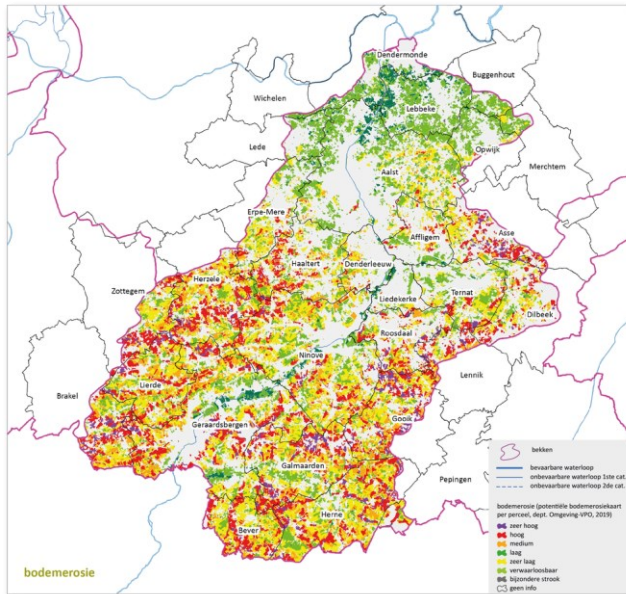 Dendermonde
Buggenhout
Wichelen
Lebbeke
Lede
Opwijk
Merchtem
Aalst
Erpe-Mere
Asse
Affligem
Haaltert
Denderleeuw
Zottegem
Herzele
Ternat
Liedekerke
Dilbeek
Roosdaal
Ninove
Lennik
Lierde
Brakel
Gooik
Geraardsbergen
Galmaarden
Pepingen
Herne
Bever
bekken
bevaarbare waterloop
onbevaarbare waterloop 1ste cat.
onbevaarbare waterloop 2de cat.
bodemerosie (potentiële bodemerosiekaart
per perceel, dept. Omgeving-VPO, 2019)
zeer hoog
hoog
medium
laag
zeer laag
verwaarloosbaar
bijzondere strook
geen info
bodemerosie